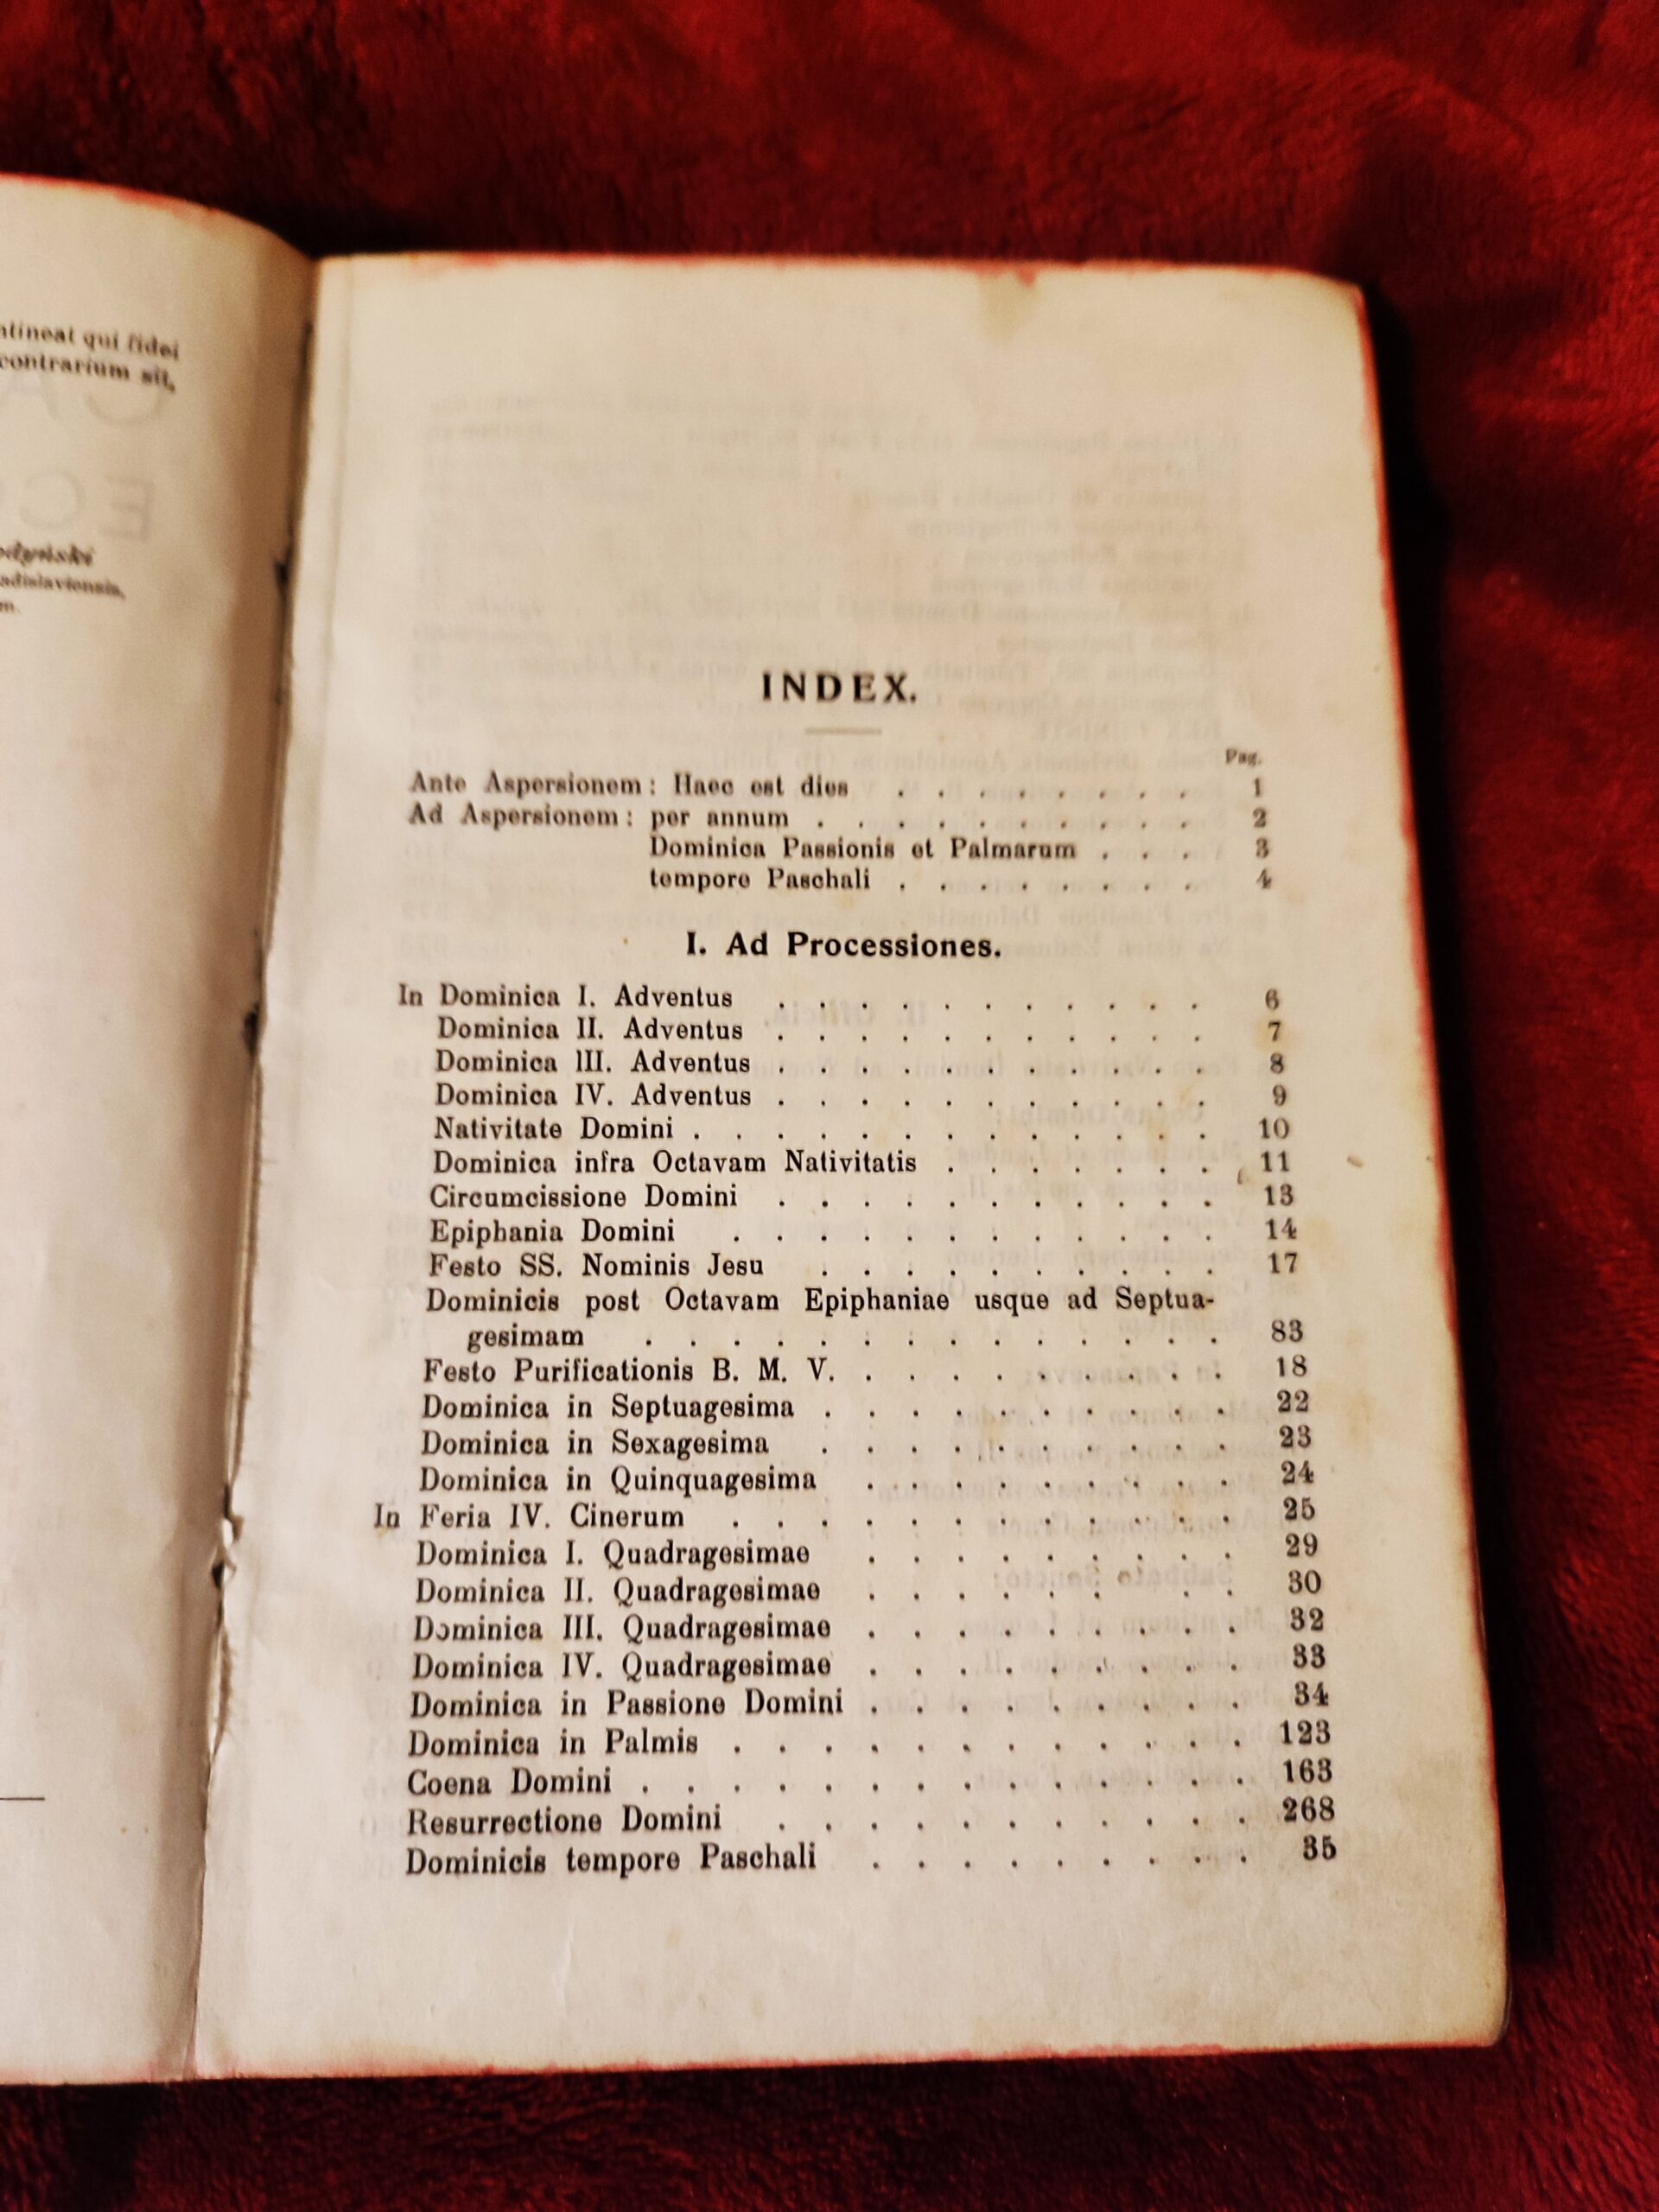 qui fidei
contrarium sit,
INDEX.
Pag.
Ante Aspersionem: Haec est dies . . . . . . . . 1
Ad Aspersionem: per annum . . . . . . . . . . 2
Dominica Passionis et Palmarum . . . 3
tempore Paschali . . . . . . . . 4
I. Ad Processiones.
In Dominica I. Adventus . . . . . . . . . . . 6
Dominica II. Adventus . . . . . . . . . . . 7
Dominica III. Adventus . . . . . . . . . . . 8
Dominica IV. Adventus . . . . . . . . . . . 9
Nativitate Domini . . . . . . . . . . . . . 10
Dominica infra Octavam Nativitatis . . . . . . . 11
Circumcissione Domini . . . . . . . . . . . 13
Epiphania Domini . . . . . . . . . . . . 14
Festo SS. Nominis Jesu . . . . . . . . . . 17
Dominicis post Octavam Epiphaniae usque ad Septua-
gesimam . . . . . . . . . . . . . . 83
Festo Purificationis B. M. V. . . . . . . . . . 18
Dominica in Septuagesima . . . . . . . . . . 22
Dominica in Sexagesima . . . . . . . . . . 23
Dominica in Quinquagesima . . . . . . . . . 24
In Feria IV. Cinerum . . . . . . . . . . . . 25
Dominica I. Quadragesimae . . . . . . . . . 29
Dominica II. Quadragesimae . . . . . . . . . 30
Dominica III. Quadragesimae . . . . . . . . . 32
Dominica IV. Quadragesimae . . . . . . . . . 33
Dominica in Passione Domini . . . . . . . . . 34
Dominica in Palmis . . . . . . . . . . . . 123
Coena Domini . . . . . . . . . . . . . . 163
Resurrectione Domini . . . . . . . . . . . 268
Dominicis tempore Paschali . . . . . . . . . 35